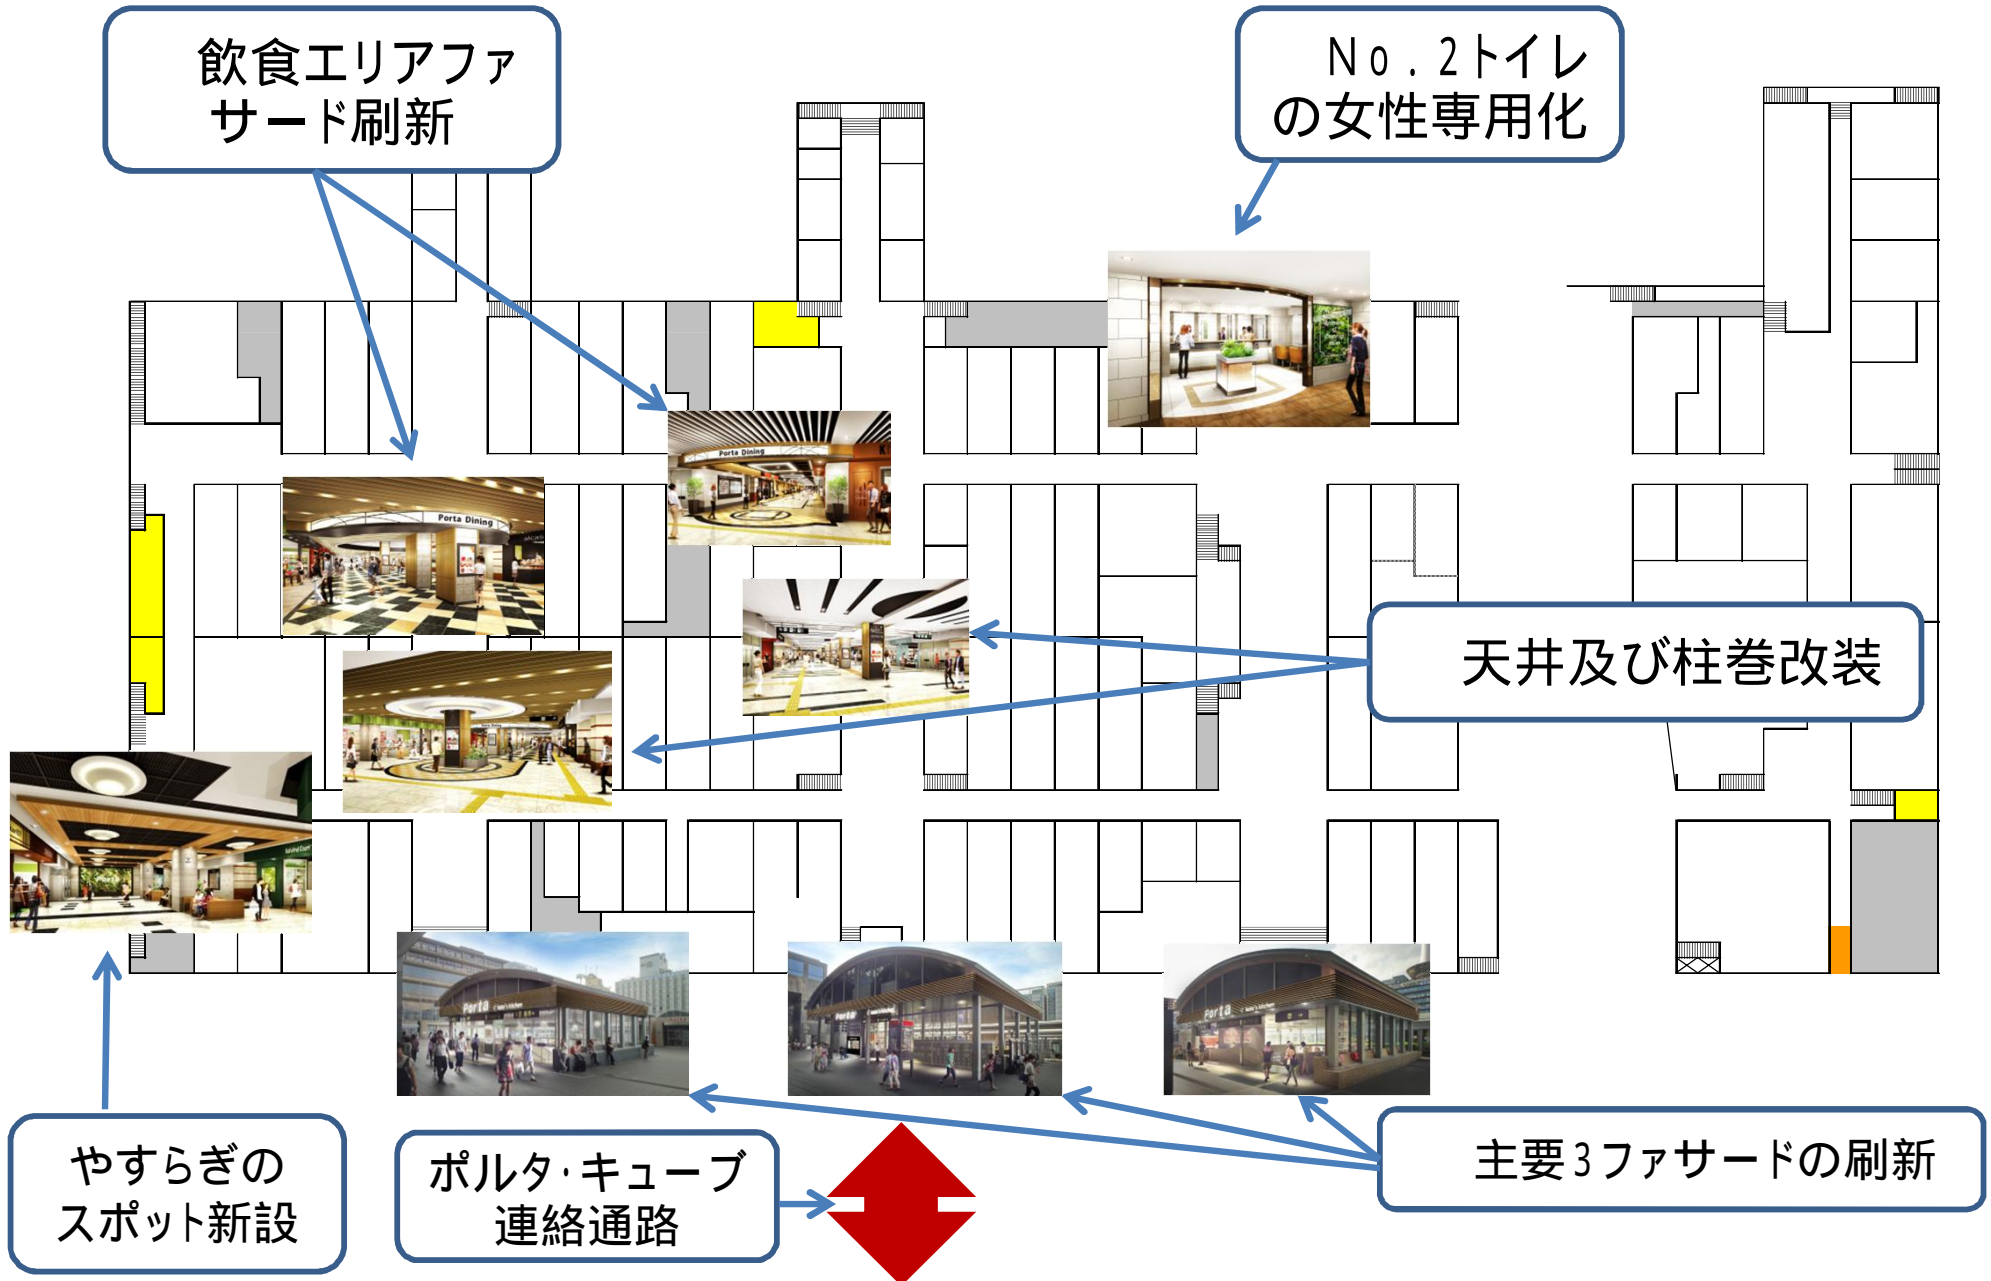 飲食エリアファ
サード刷新
No.2トイレ
の女性専用化
Porta Dining
Porta Dining
天井及び柱巻改装
Porta
Porta
Porta
やすらぎの
スポット新設
ポルタ・キューブ
連絡通路
主要3ファサードの刷新